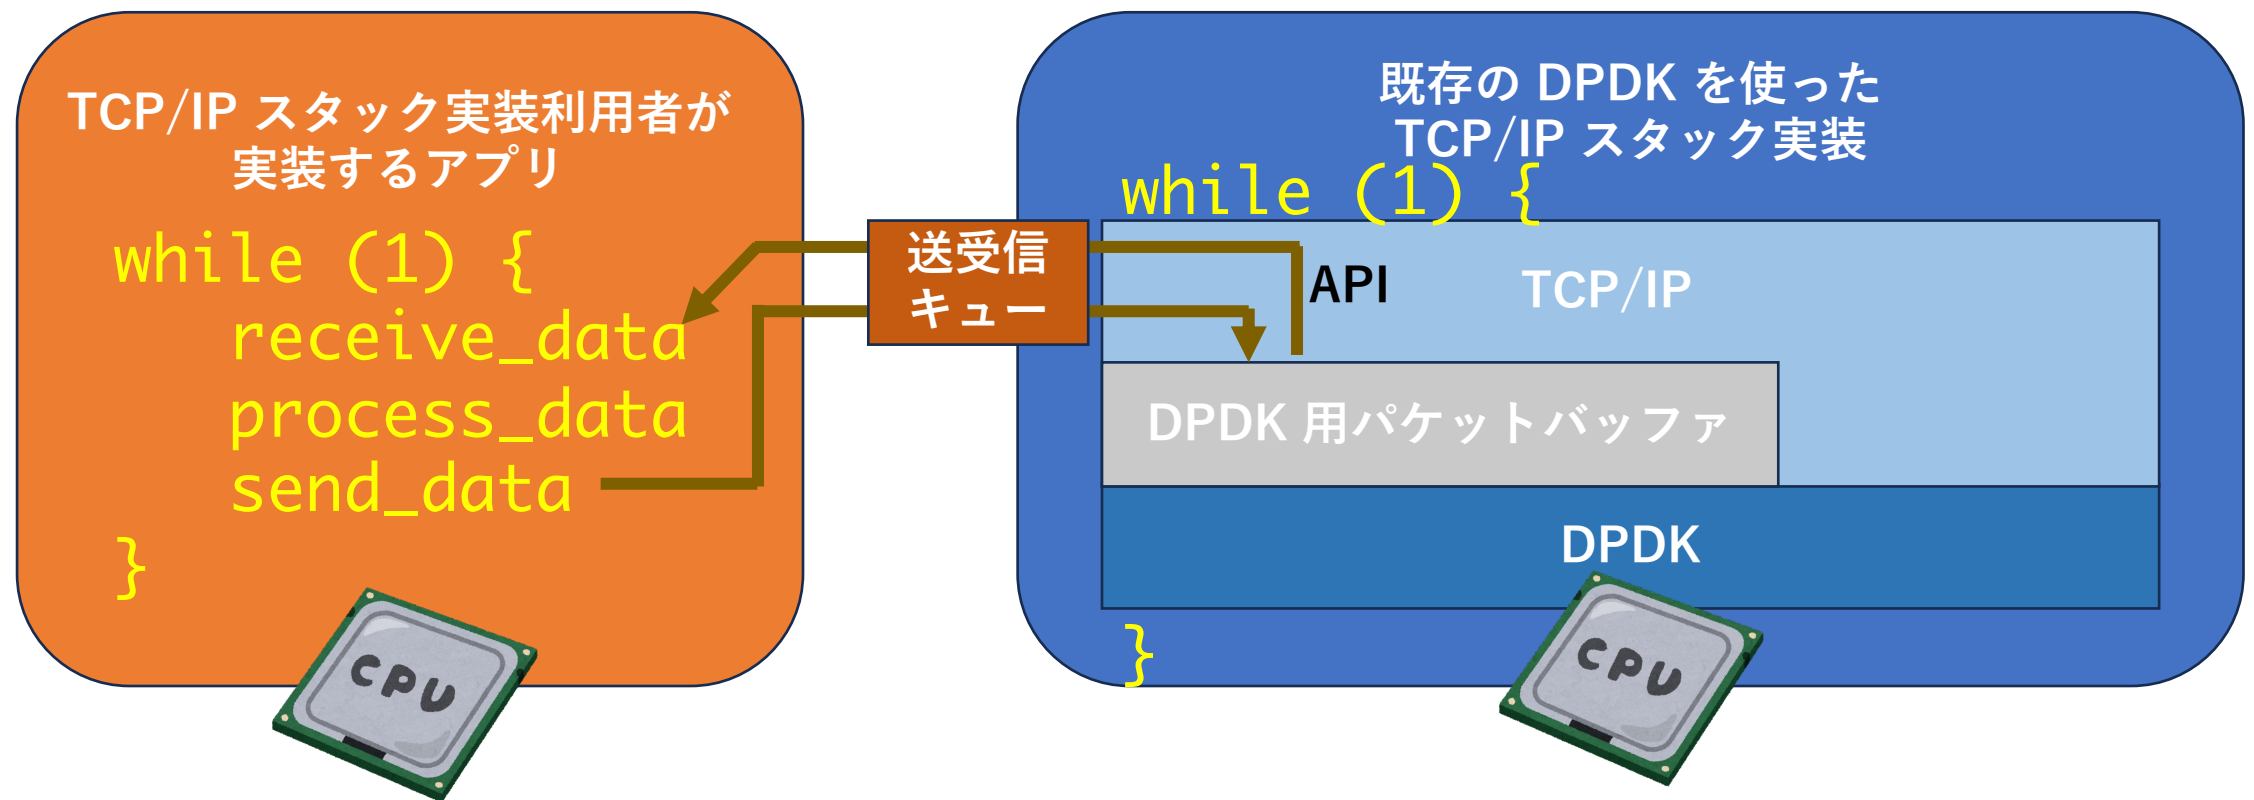 TCP/IP スタック実装利用者が
実装するアプリ
while (1) {
receive_data
process_data
send_data
}
CPU
送受信
キュー
既存の DPDK を使った
TCP/IP スタック実装
while (1) {
API
TCP/IP
DPDK 用パケットバッファ
DPDK
}
CPU